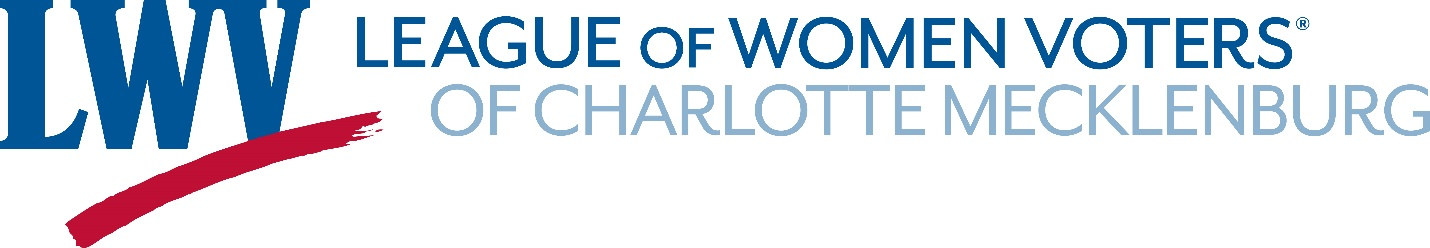 LWV
LEAGUE OF WOMEN VOTERS®
OF CHARLOTTE MECKLENBURG